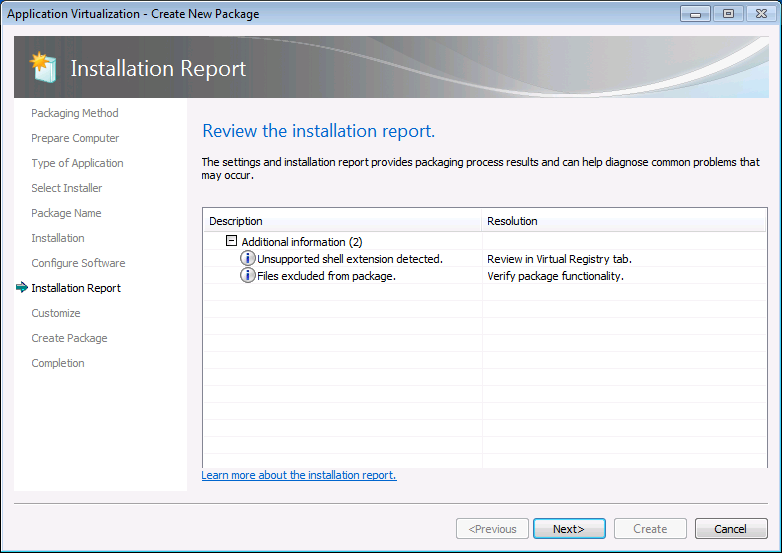 Application Virtualization - Create New Package
Installation Report
Packaging Method
Prepare Computer
Type of Application
Select Installer
Package Name
Installation
Configure Software
Installation Report
Customize
Create Package
Completion
Review the installation report.
The settings and installation report provides packaging process results and can help diagnose common problems that
may occur.
Description Resolution
Additional information (2)
Unsupported shell extension detected. Review in Virtual Registry tab.
Files excluded from package. Verify package functionality.
Learn more about the installation report.
<Previous Next> Create Cancel